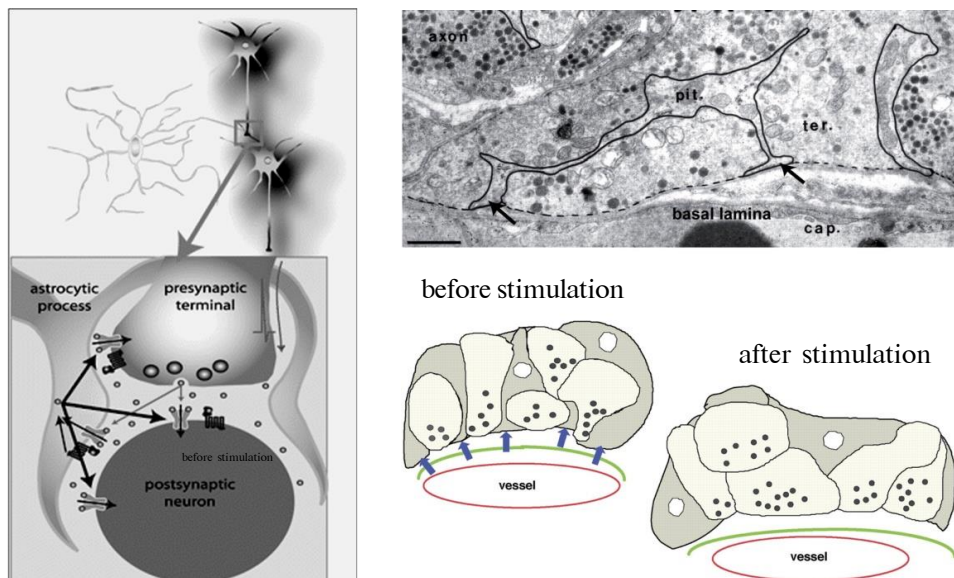 astrocytic
process
presynaptic
terminal
before stimulation
postsynaptic
neuron
axon
pit.
ter.
basal lamina
cap.
before stimulation
vessel
after stimulation
vessel